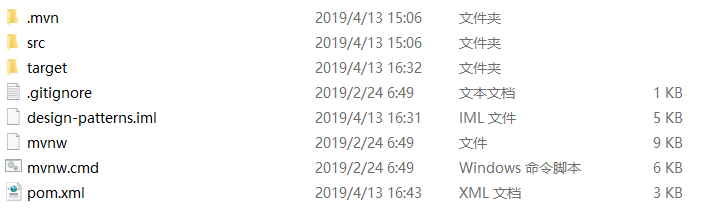 .mvn 2019/4/13 15:06 文件夹
src 2019/4/13 15:06 文件夹
target 2019/4/13 16:32 文件夹
.gitignore 2019/2/24 6:49 文本文档 1 KB
design-patterns.iml 2019/4/13 16:31 IML 文件 5 KB
mvnw 2019/2/24 6:49 文件 9 KB
mvnw.cmd 2019/2/24 6:49 Windows 命令脚本 6 KB
pom.xml 2019/4/13 16:43 XML 文档 3 KB